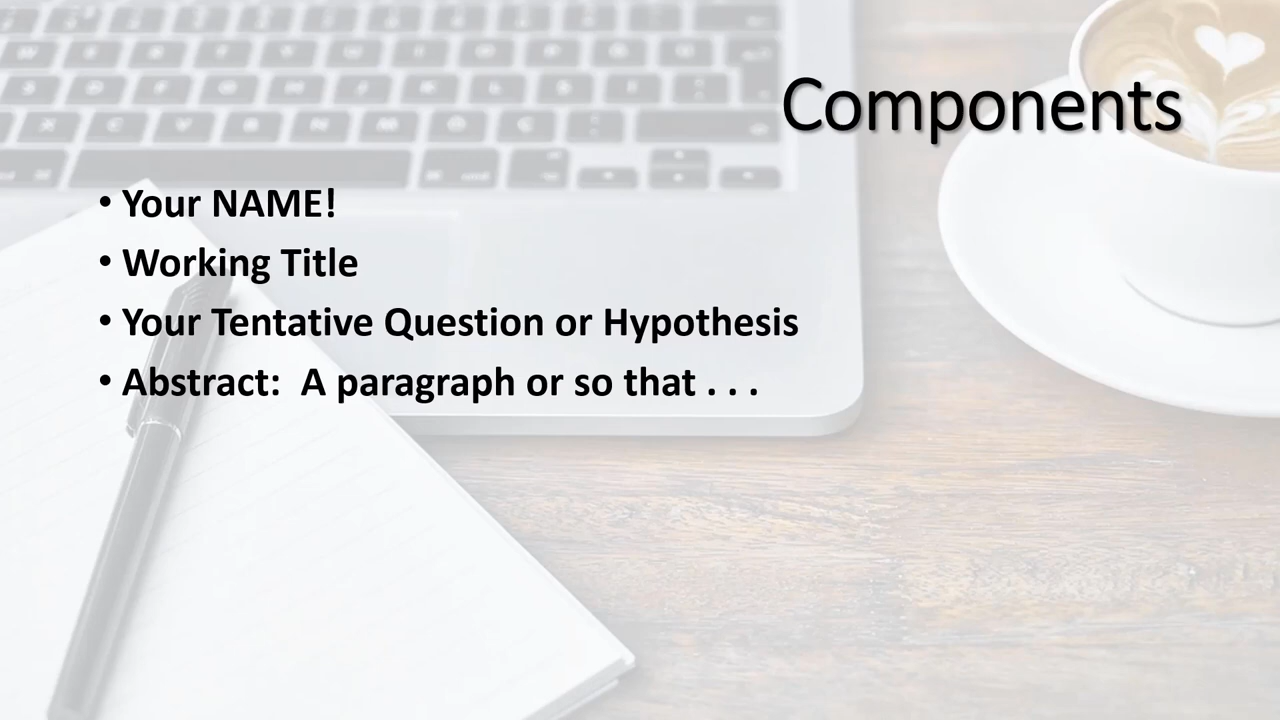 Components
• Your NAME!
• Working Title
• Your Tentative Question or Hypothesis
• Abstract:  A paragraph or so that . . .